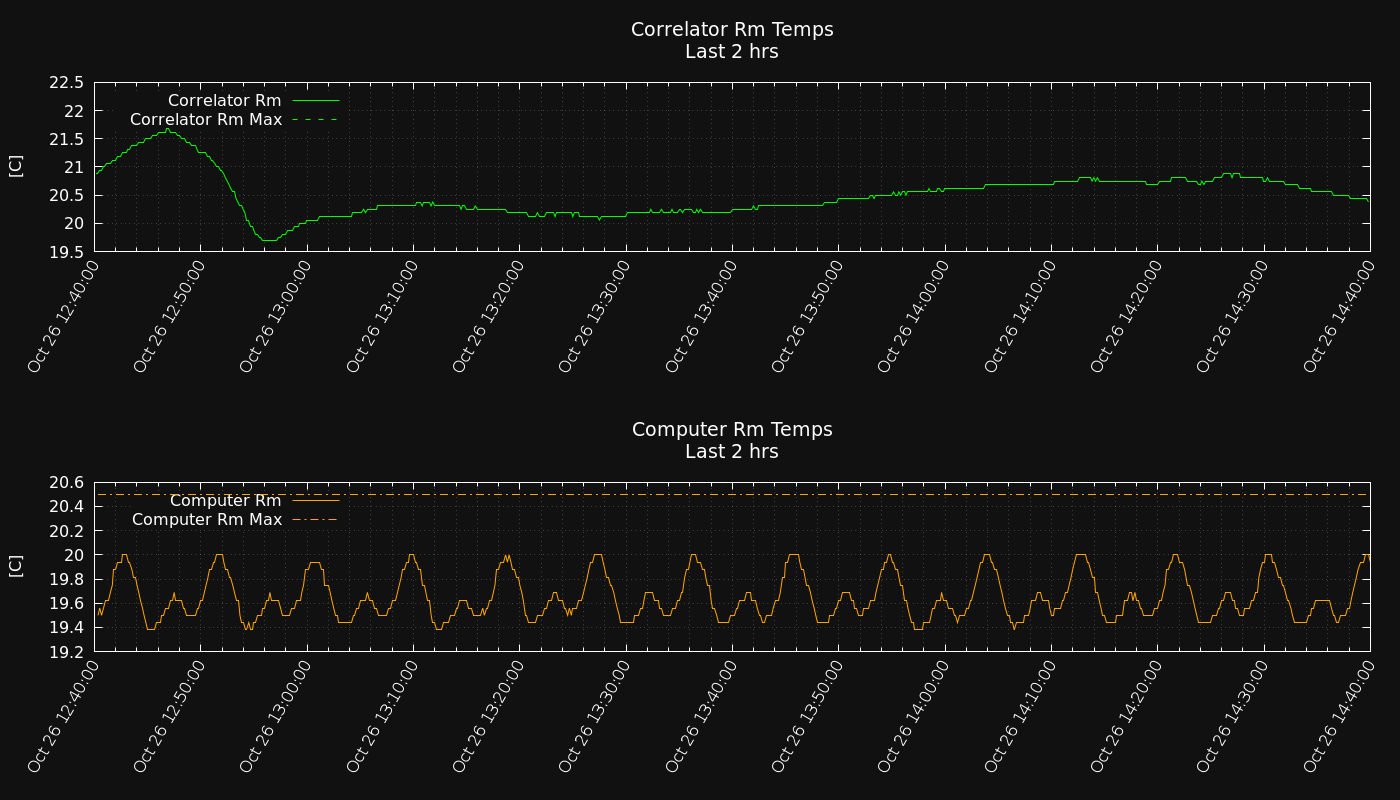 Correlator Rm Temps
Last 2 hrs
22.5
22
21.5
21
20.5
20
19.5
[C]
Correlator Rm
Correlator Rm Max
Oct 26 12:40:00
Oct 26 12:50:00
Oct 26 13:00:00
Oct 26 13:10:00
Oct 26 13:20:00
Oct 26 13:30:00
Oct 26 13:40:00
Oct 26 13:50:00
Oct 26 14:00:00
Oct 26 14:10:00
Oct 26 14:20:00
Oct 26 14:30:00
Oct 26 14:40:00
Computer Rm Temps
Last 2 hrs
20.6
20.4
20.2
20
19.8
19.6
19.4
19.2
[C]
Computer Rm
Computer Rm Max
Oct 26 12:40:00
Oct 26 12:50:00
Oct 26 13:00:00
Oct 26 13:10:00
Oct 26 13:20:00
Oct 26 13:30:00
Oct 26 13:40:00
Oct 26 13:50:00
Oct 26 14:00:00
Oct 26 14:10:00
Oct 26 14:20:00
Oct 26 14:30:00
Oct 26 14:40:00